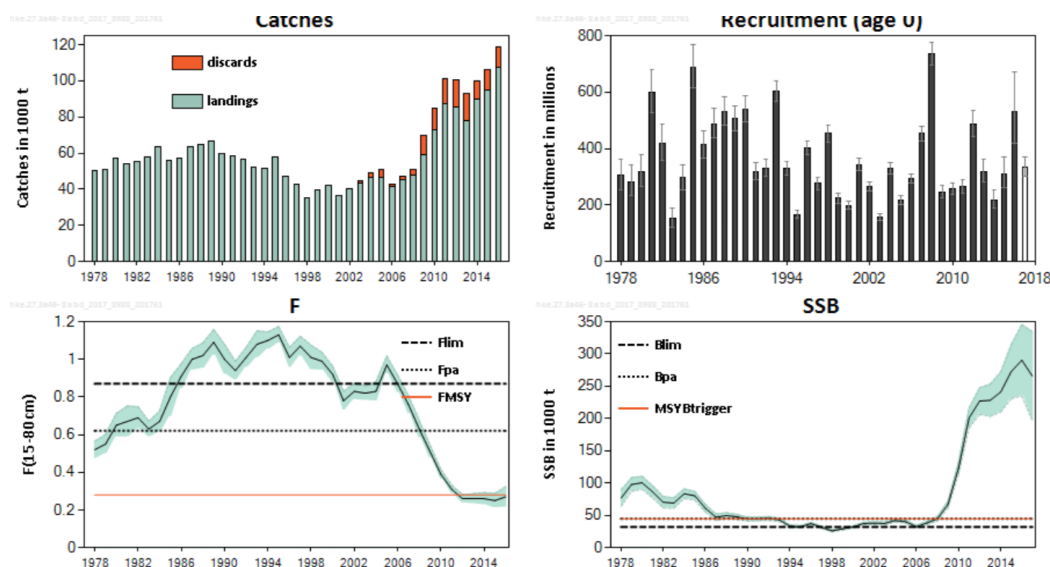 Catches
Catches in 1000 t
120
100
80
60
40
20
0
discards
landings
1978 1982 1986 1990 1994 1998 2002 2006 2010 2014
Recruitment (age 0)
Recruitment in millions
800
600
400
200
0
1978 1986 1994 2002 2010 2018
F
F(15-80cm)
1.2
1
0.8
0.6
0.4
0.2
0
Flim
Fpa
FMSY
1978 1982 1986 1990 1994 1998 2002 2006 2010 2014
SSB
SSB in 1000 t
350
300
250
200
150
100
50
0
Blim
Bpa
MSYBtrigger
1978 1982 1986 1990 1994 1998 2002 2006 2010 2014